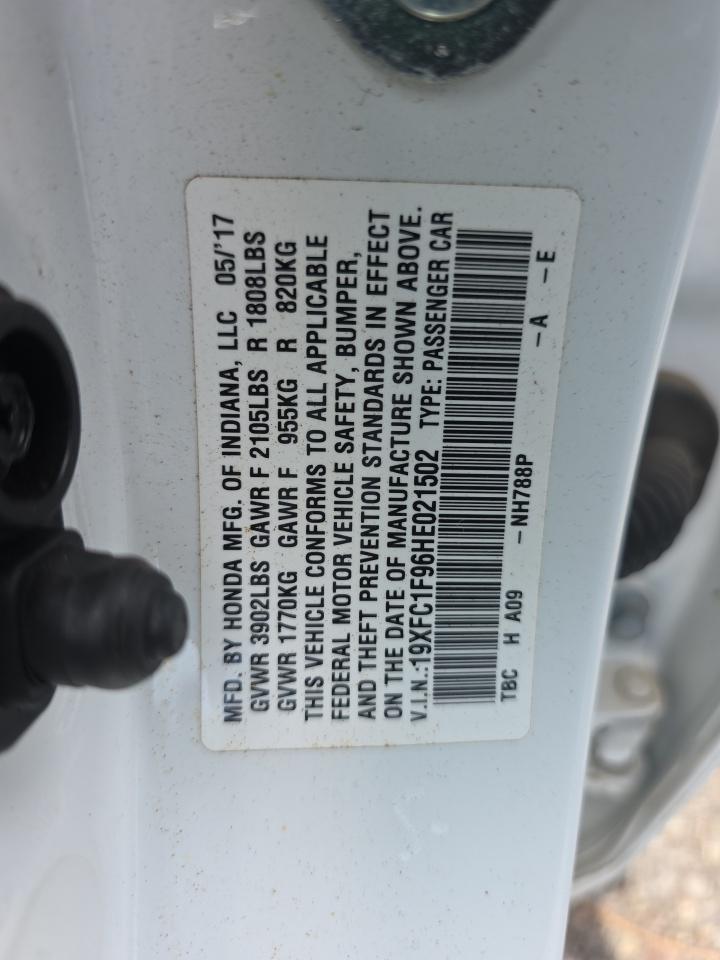 MFD. BY HONDA MFG. OF INDIANA, LLC 05/'17
GVWR 3902LBS GAWR F 2105LBS R 1808LBS
GVWR 1770KG GAWR F 955KG R 820KG
THIS VEHICLE CONFORMS TO ALL APPLICABLE
FEDERAL MOTOR VEHICLE SAFETY, BUMPER,
AND THEFT PREVENTION STANDARDS IN EFFECT
ON THE DATE OF MANUFACTURE SHOWN ABOVE.
V.I.N.:19XFC1F96HE021502 TYPE: PASSENGER CAR
TBC H A09 -NH788P -A -E